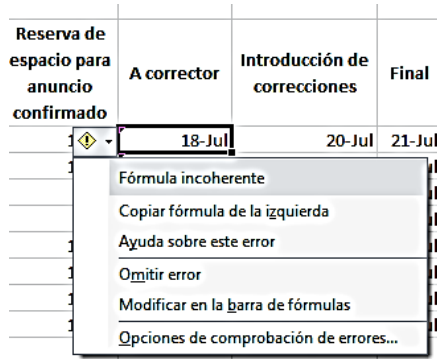 Reserva de
espacio para
anuncio
confirmado
A corrector
Introducción de
correcciones
Final
18-Jul
20-Jul
21-Jul
Fórmula incoherente
Copiar fórmula de la izquierda
Ayuda sobre este error
Omitir error
Modificar en la barra de fórmulas
Opciones de comprobación de errores...